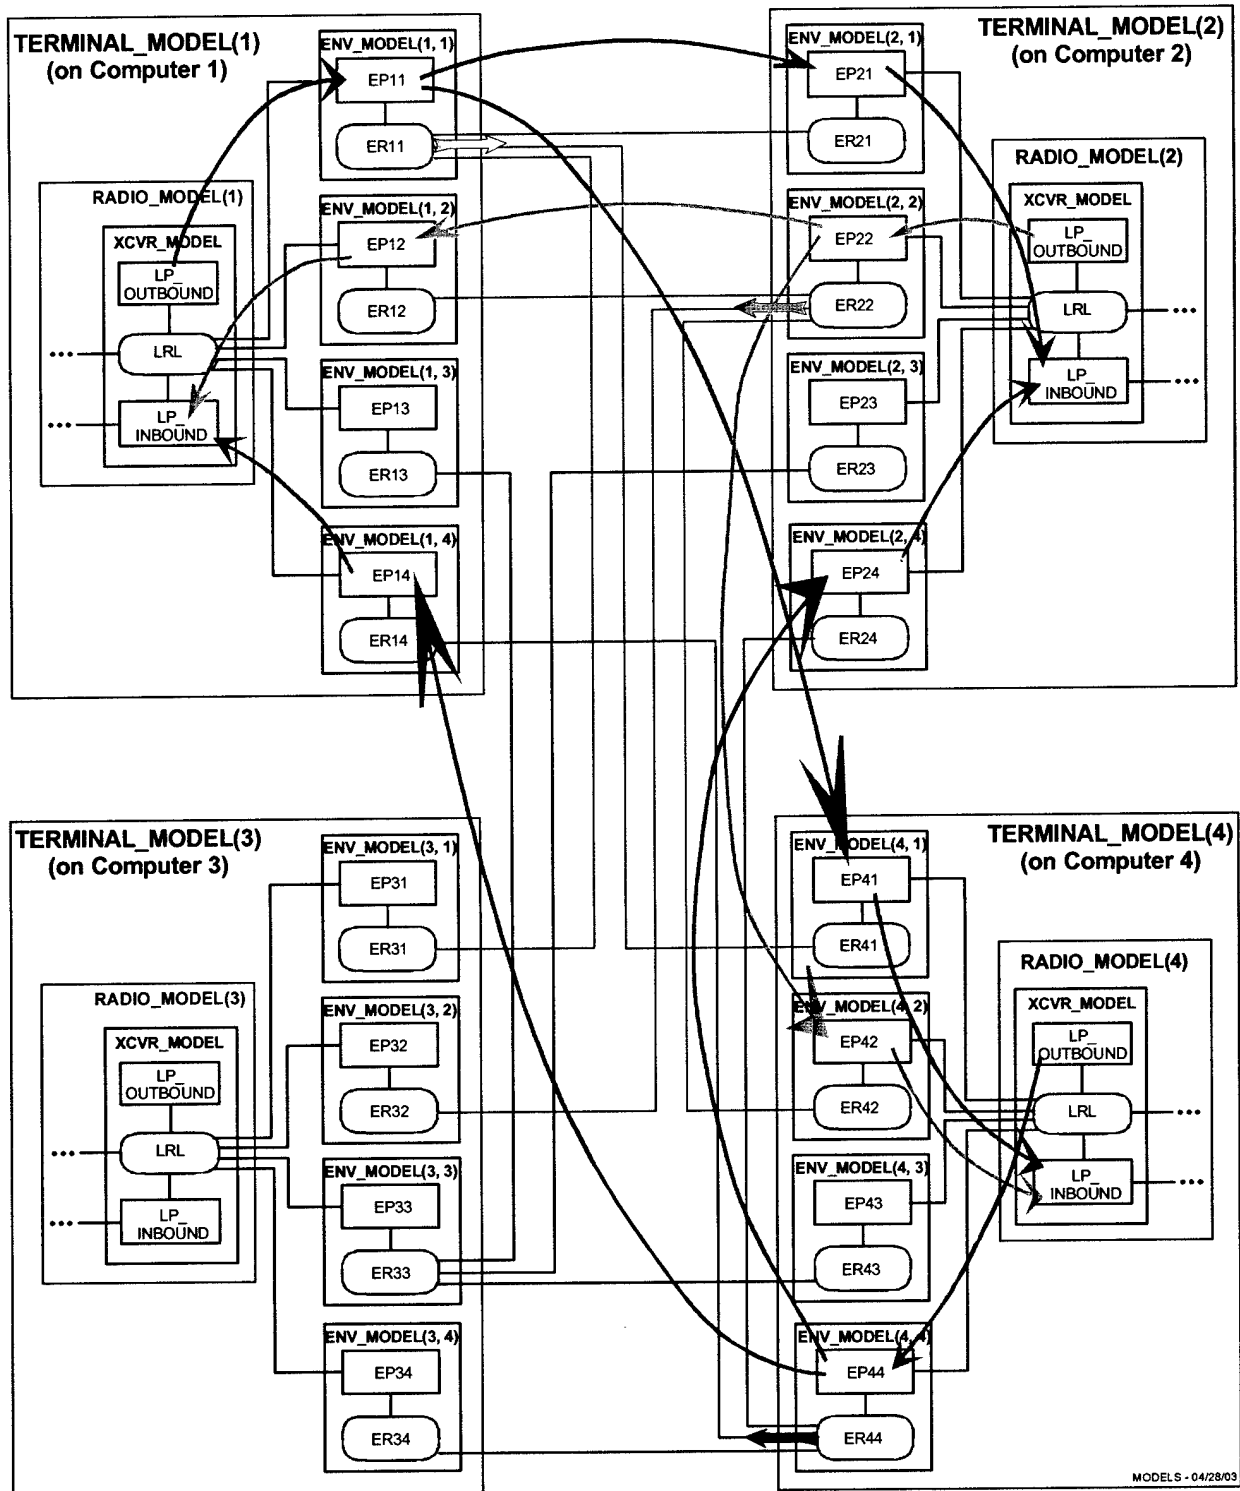 TERMINAL_MODEL(1)
(on Computer 1)
ENV_MODEL(1, 1)
EP11
ER11
RADIO_MODEL(1)
XCVR_MODEL
LP_
OUTBOUND
LRL
LP_
INBOUND
ENV_MODEL(1, 2)
EP12
ER12
ENV_MODEL(1, 3)
EP13
ER13
ENV_MODEL(1, 4)
EP14
ER14
TERMINAL_MODEL(2)
(on Computer 2)
ENV_MODEL(2, 1)
EP21
ER21
RADIO_MODEL(2)
XCVR_MODEL
LP_
OUTBOUND
LRL
LP_
INBOUND
ENV_MODEL(2, 2)
EP22
ER22
ENV_MODEL(2, 3)
EP23
ER23
ENV_MODEL(2, 4)
EP24
ER24
TERMINAL_MODEL(3)
(on Computer 3)
ENV_MODEL(3, 1)
EP31
ER31
RADIO_MODEL(3)
XCVR_MODEL
LP_
OUTBOUND
LRL
LP_
INBOUND
ENV_MODEL(3, 2)
EP32
ER32
ENV_MODEL(3, 3)
EP33
ER33
ENV_MODEL(3, 4)
EP34
ER34
TERMINAL_MODEL(4)
(on Computer 4)
ENV_MODEL(4, 1)
EP41
ER41
RADIO_MODEL(4)
XCVR_MODEL
LP_
OUTBOUND
LRL
LP_
INBOUND
ENV_MODEL(4, 2)
EP42
ER42
ENV_MODEL(4, 3)
EP43
ER43
ENV_MODEL(4, 4)
EP44
ER44
MODELS - 04/28/03